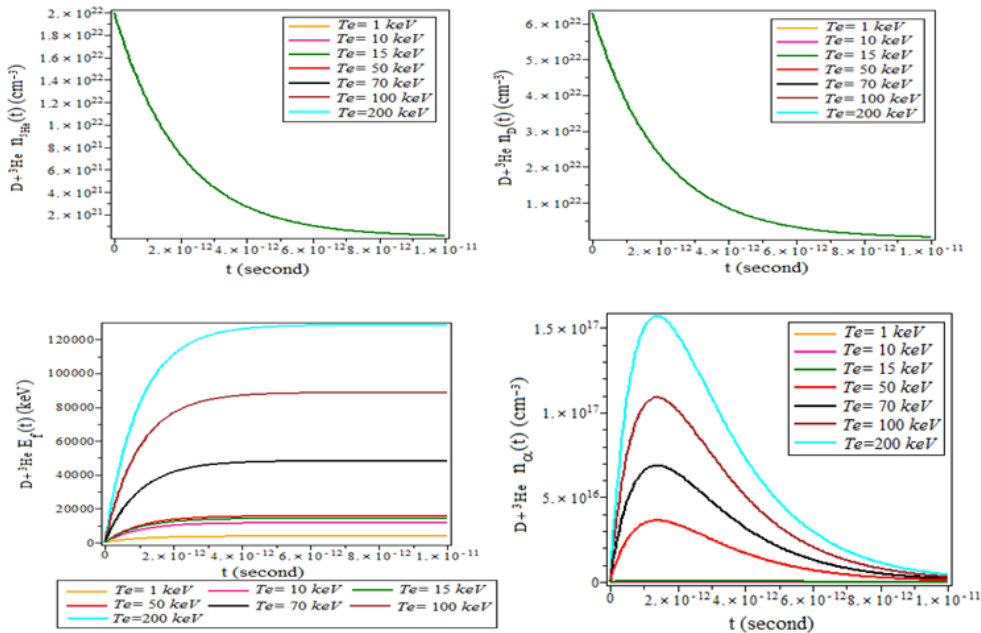 D+³He n₃He(t) (cm⁻³)
2.× 10²²
1.8× 10²²
1.6× 10²²
1.4× 10²²
1.2× 10²²
1.× 10²²
8.× 10²¹
6.× 10²¹
4.× 10²¹
2.× 10²¹
0
2.×10⁻¹² 4.×10⁻¹² 6.×10⁻¹² 8.×10⁻¹² 1.×10⁻¹¹
t (second)
Te= 1 keV
Te= 10 keV
Te= 15 keV
Te= 50 keV
Te= 70 keV
Te= 100 keV
Te=200 keV
D+³He n_D(t) (cm⁻³)
6.× 10²²
5.× 10²²
4.× 10²²
3.× 10²²
2.× 10²²
1.× 10²²
0
2.×10⁻¹² 4.×10⁻¹² 6.×10⁻¹² 8.×10⁻¹² 1.×10⁻¹¹
t (second)
Te= 1 keV
Te= 10 keV
Te= 15 keV
Te= 50 keV
Te= 70 keV
Te= 100 keV
Te=200 keV
D+³He E_f(t) (keV)
120000
100000
80000
60000
40000
20000
0
0
2.×10⁻¹² 4.×10⁻¹² 6.×10⁻¹² 8.×10⁻¹² 1.×10⁻¹¹
t (second)
Te= 1 keV Te= 10 keV Te= 15 keV
Te= 50 keV Te= 70 keV Te= 100 keV
Te=200 keV
D+³He n_α(t) (cm⁻³)
1.5× 10¹⁷
1.× 10¹⁷
5.× 10¹⁶
0
0
2.×10⁻¹² 4.×10⁻¹² 6.×10⁻¹² 8.×10⁻¹² 1.×10⁻¹¹
t (second)
Te= 1 keV
Te= 10 keV
Te= 15 keV
Te= 50 keV
Te= 70 keV
Te= 100 keV
Te=200 keV